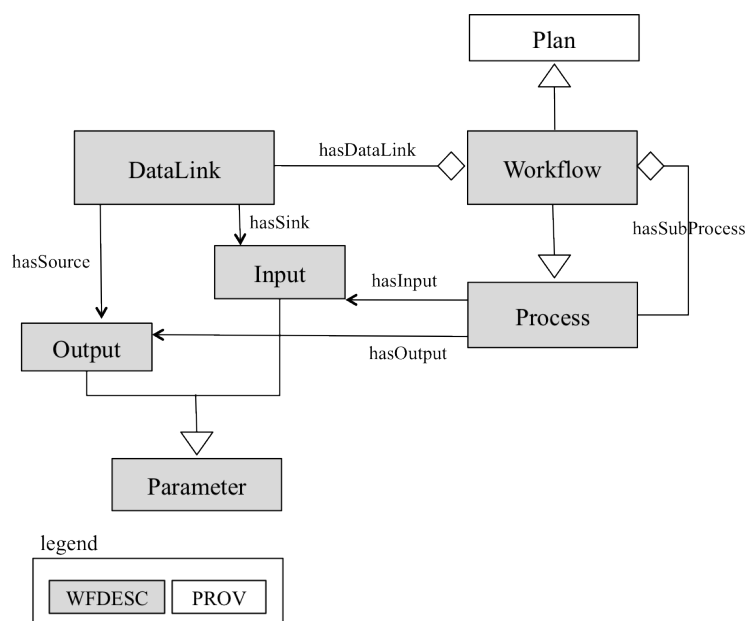 Plan
DataLink
hasDataLink
Workflow
hasSink
hasSubProcess
hasSource
Input
hasInput
Process
Output
hasOutput
Parameter
legend
WFDESC
PROV